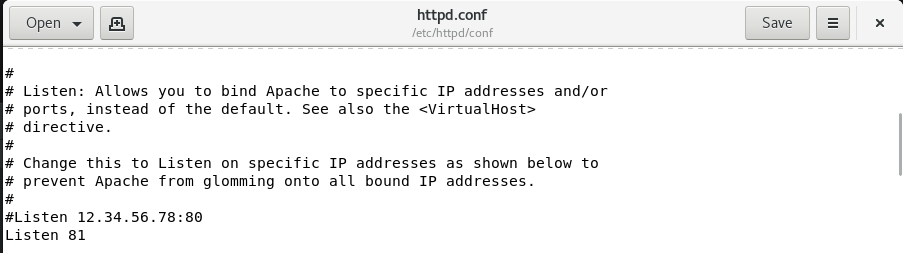 Open
httpd.conf
/etc/httpd/conf
Save
#
# Listen: Allows you to bind Apache to specific IP addresses and/or
# ports, instead of the default. See also the <VirtualHost>
# directive.
#
# Change this to Listen on specific IP addresses as shown below to
# prevent Apache from glomming onto all bound IP addresses.
#
#Listen 12.34.56.78:80
Listen 81